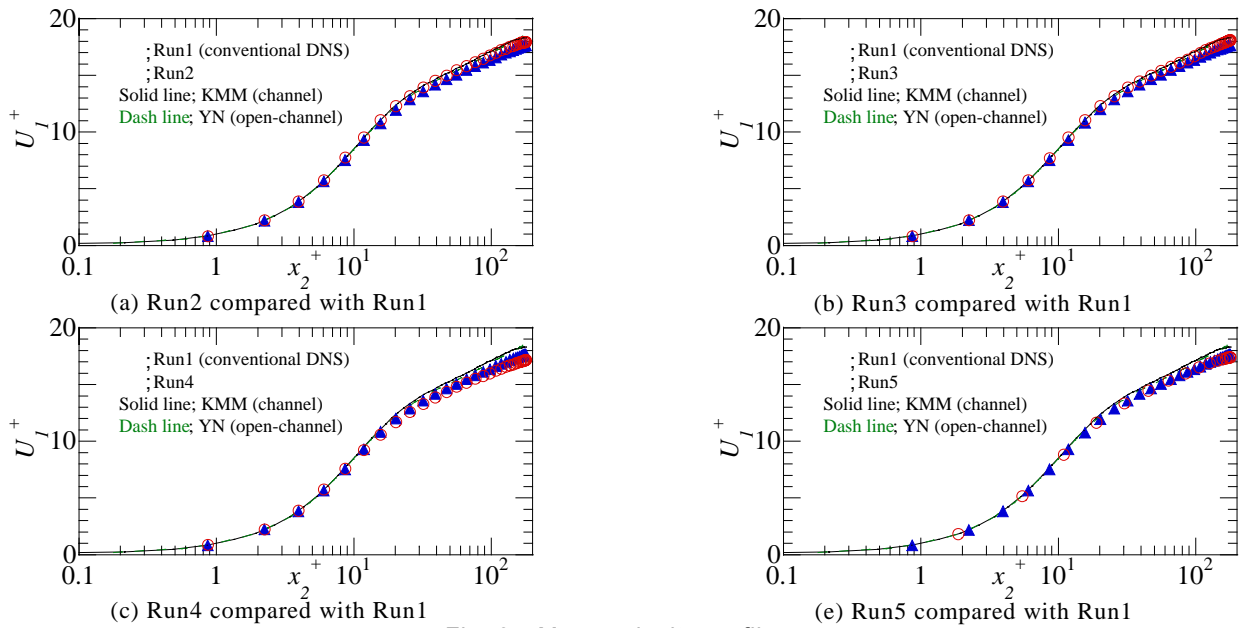 20
; Run1 (conventional DNS)
; Run2
Solid line; KMM (channel)
Dash line; YN (open-channel)
10
0
U1+
0.1 1 x2+ 10^1 10^2
(a) Run2 compared with Run1
20
; Run1 (conventional DNS)
; Run3
Solid line; KMM (channel)
Dash line; YN (open-channel)
10
0
U1+
0.1 1 x2+ 10^1 10^2
(b) Run3 compared with Run1
20
; Run1 (conventional DNS)
; Run4
Solid line; KMM (channel)
Dash line; YN (open-channel)
10
0
U1+
0.1 1 x2+ 10^1 10^2
(c) Run4 compared with Run1
20
; Run1 (conventional DNS)
; Run5
Solid line; KMM (channel)
Dash line; YN (open-channel)
10
0
U1+
0.1 1 x2+ 10^1 10^2
(e) Run5 compared with Run1